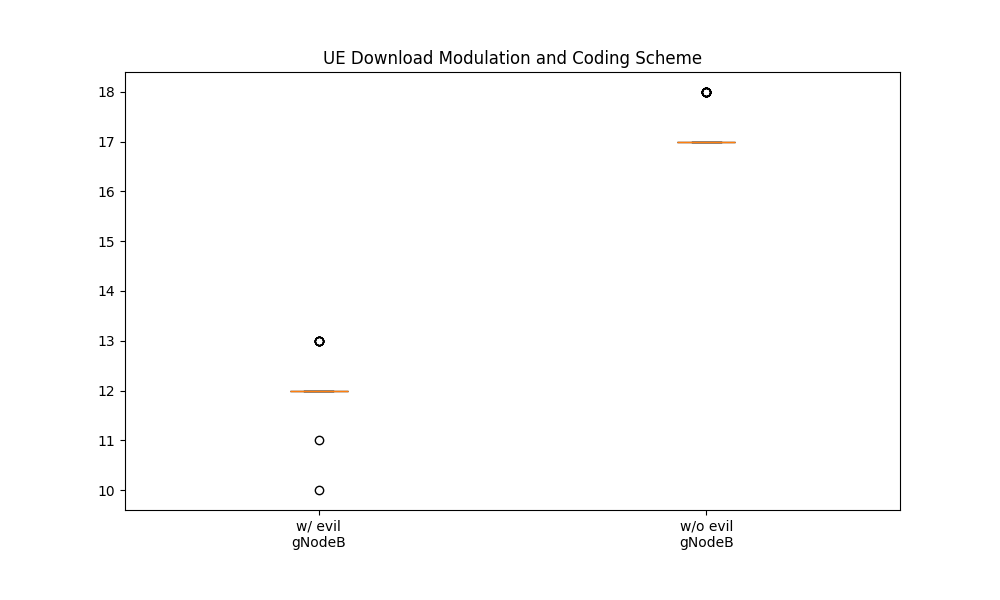 UE Download Modulation and Coding Scheme
18
17
16
15
14
13
12
11
10
w/ evil
gNodeB
w/o evil
gNodeB